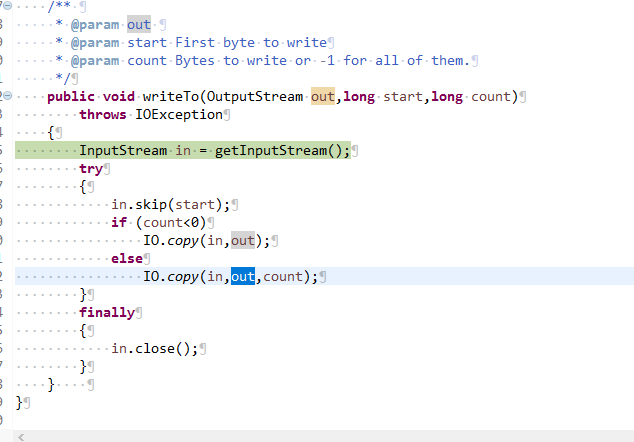 /**
 * @param out
 * @param start First byte to write
 * @param count Bytes to write or -1 for all of them.
 */
public void writeTo(OutputStream out,long start,long count)
    throws IOException
{
    InputStream in = getInputStream();
    try
    {
        in.skip(start);
        if (count<0)
            IO.copy(in,out);
        else
            IO.copy(in,out,count);
    }
    finally
    {
        in.close();
    }
}
}